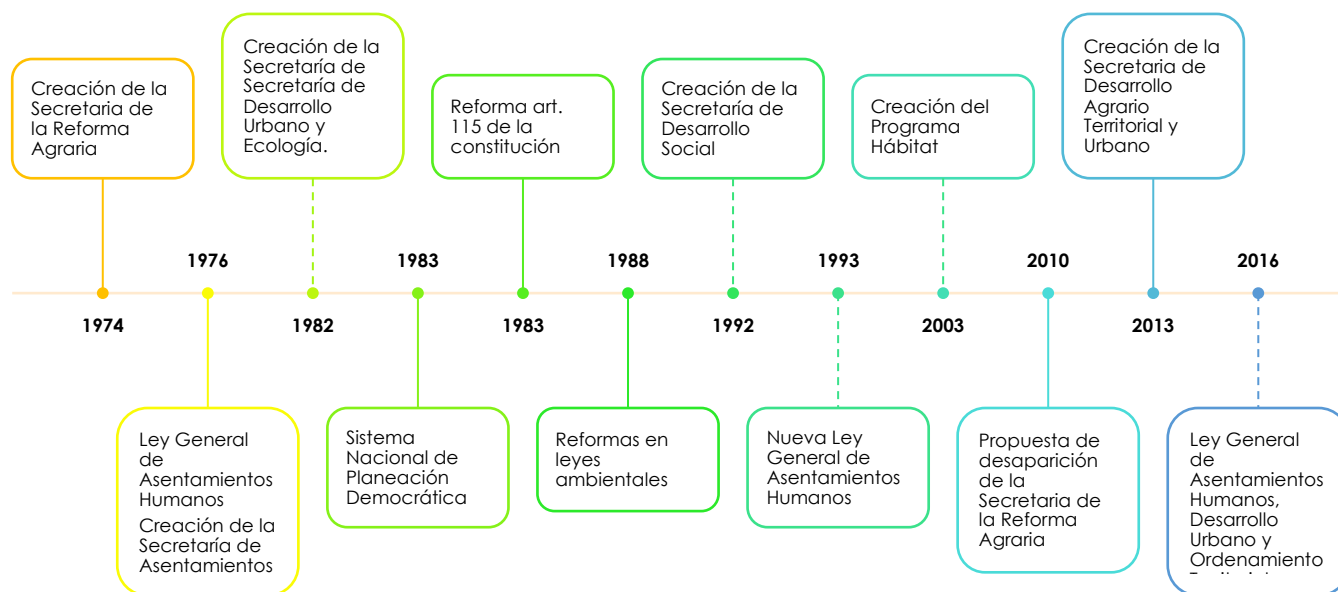 Creación de la
Secretaria de
la Reforma
Agraria
Creación de la
Secretaría de
Secretaría de
Desarrollo
Urbano y
Ecología.
Reforma art.
115 de la
constitución
Creación de la
Secretaría de
Desarrollo
Social
Creación del
Programa
Hábitat
Creación de la
Secretaria de
Desarrollo
Agrario
Territorial y
Urbano
1976
1983
1988
1993
2010
2016
1974
1982
1983
1992
2003
2013
Ley General
de
Asentamientos
Humanos
Creación de la
Secretaría de
Asentamientos
Sistema
Nacional de
Planeación
Democrática
Reformas en
leyes
ambientales
Nueva Ley
General de
Asentamientos
Humanos
Propuesta de
desaparición
de la
Secretaria de
la Reforma
Agraria
Ley General
de
Asentamientos
Humanos,
Desarrollo
Urbano y
Ordenamiento